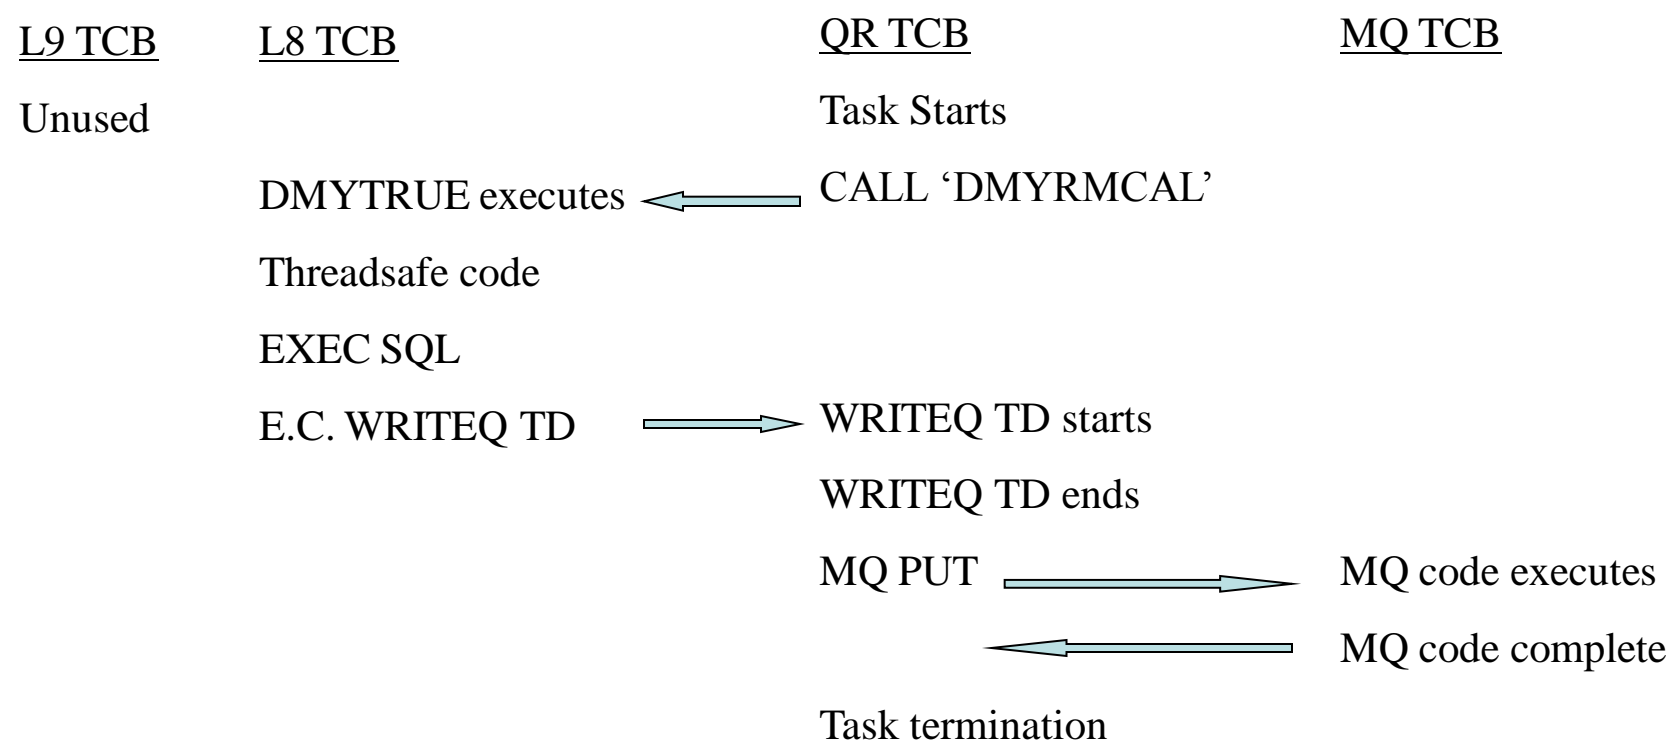 L9 TCB L8 TCB QR TCB MQ TCB
Unused Task Starts
DMYTRUE executes CALL ‘DMYRMCAL’
Threadsafe code
EXEC SQL
E.C. WRITEQ TD WRITEQ TD starts
WRITEQ TD ends
MQ PUT MQ code executes
MQ code complete
Task termination